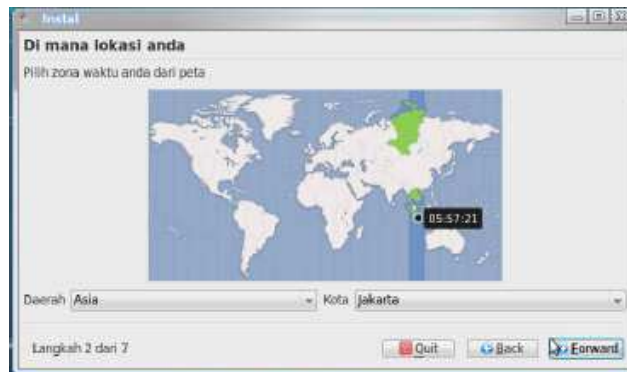 Instal
Di mana lokasi anda
Pilih zona waktu anda dari peta
05:57:21
Daerah Asia Kota Jakarta
Langkah 2 dari 7 Quit Back Forward